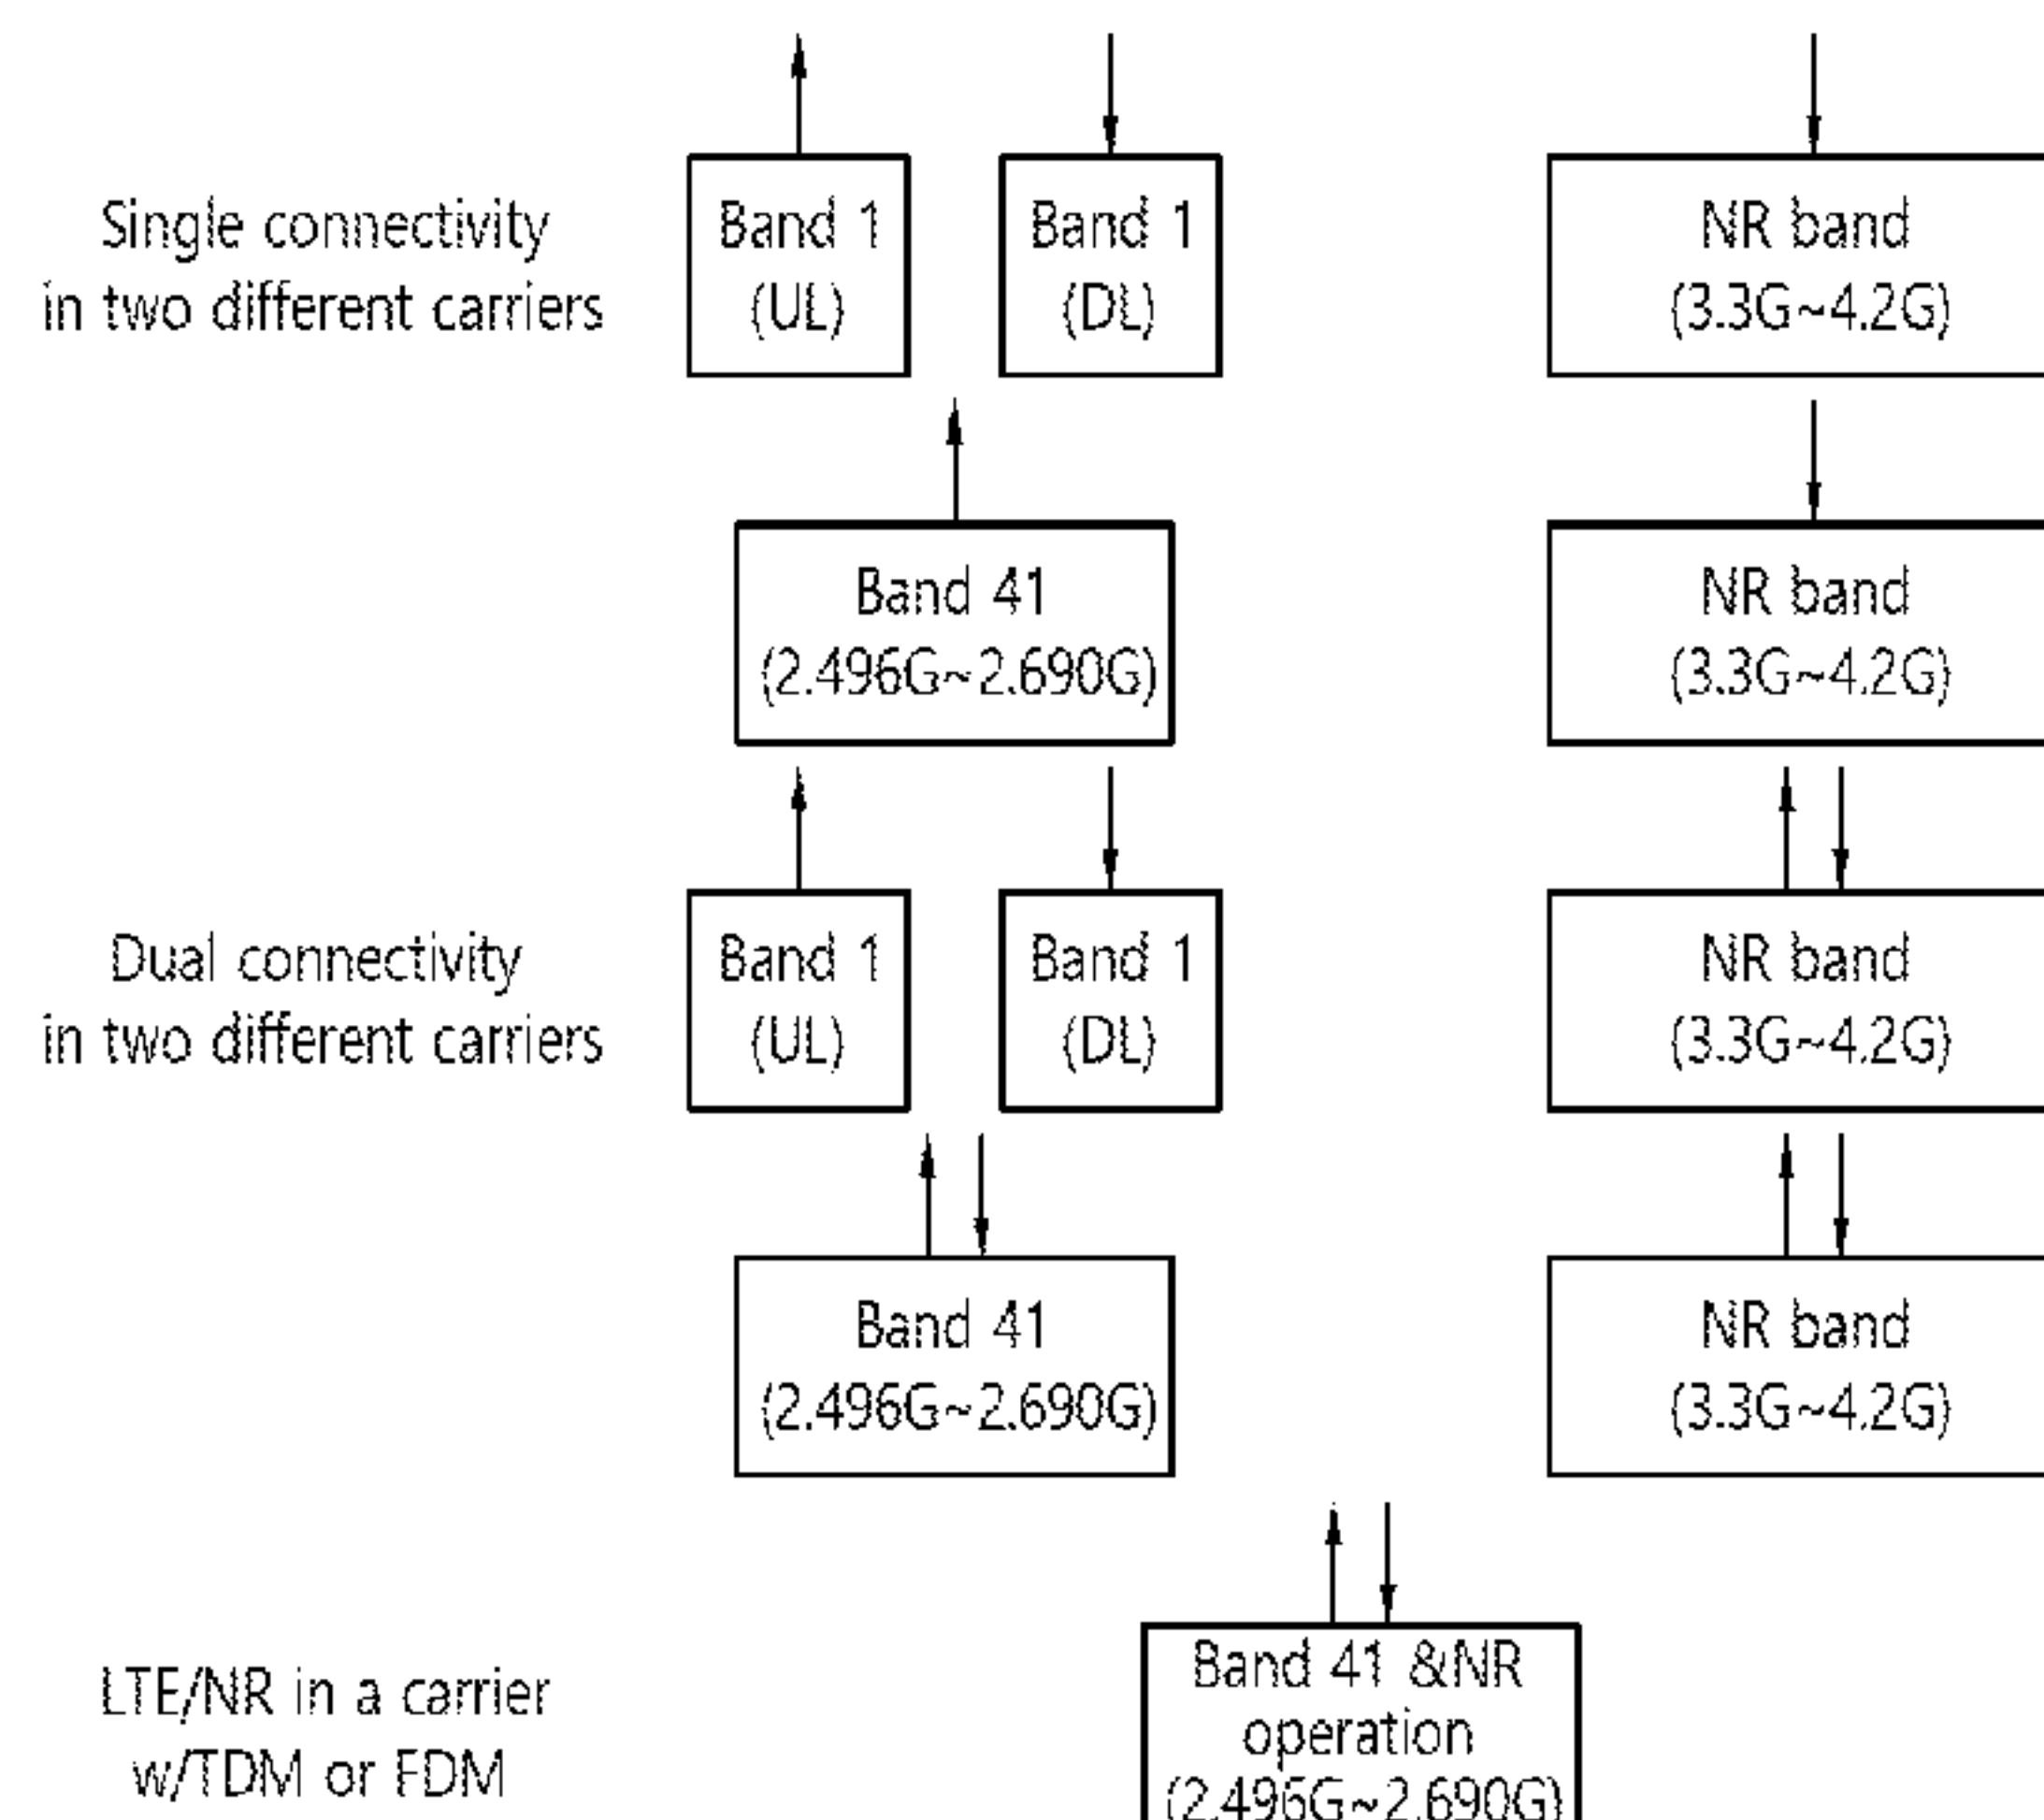 Single connectivity
in two different carriers
Band 1
(UL)
Band 1
(DL)
NR band
(3.3G~4.2G)
Band 41
(2.496G~2.690G)
NR band
(3.3G~4.2G)
Dual connectivity
in two different carriers
Band 1
(UL)
Band 1
(DL)
NR band
(3.3G~4.2G)
Band 41
(2.496G~2.690G)
NR band
(3.3G~4.2G)
LTE/NR in a carrier
w/TDM or FDM
Band 41 &NR
operation
(2.496G~2.690G)